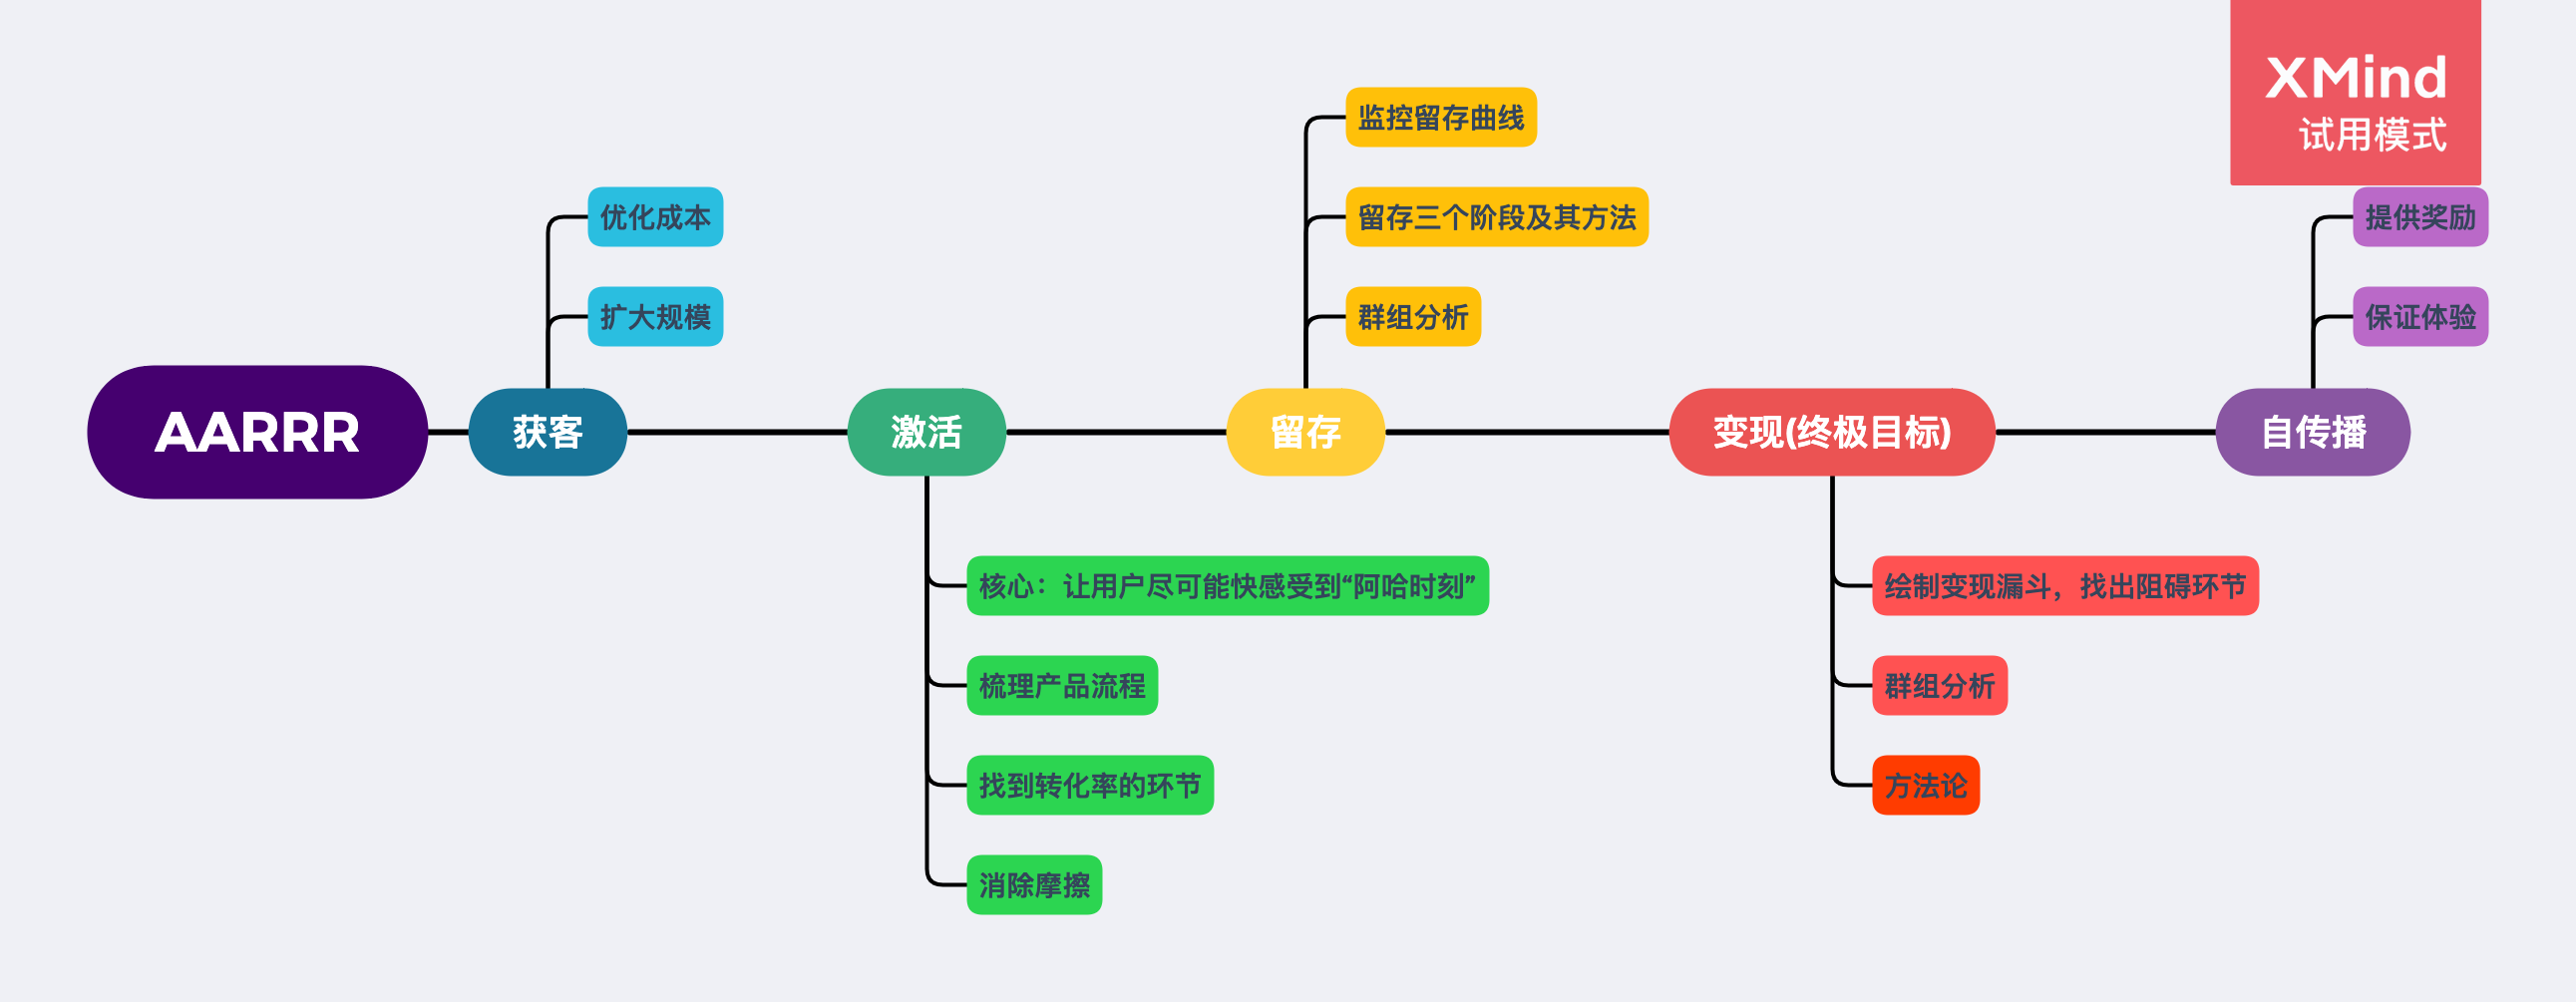 XMind
试用模式
AARRR
获客
优化成本
扩大规模
激活
核心：让用户尽可能快感受到“阿哈时刻”
梳理产品流程
找到转化率的环节
消除摩擦
留存
监控留存曲线
留存三个阶段及其方法
群组分析
变现(终极目标)
绘制变现漏斗，找出阻碍环节
群组分析
方法论
自传播
提供奖励
保证体验